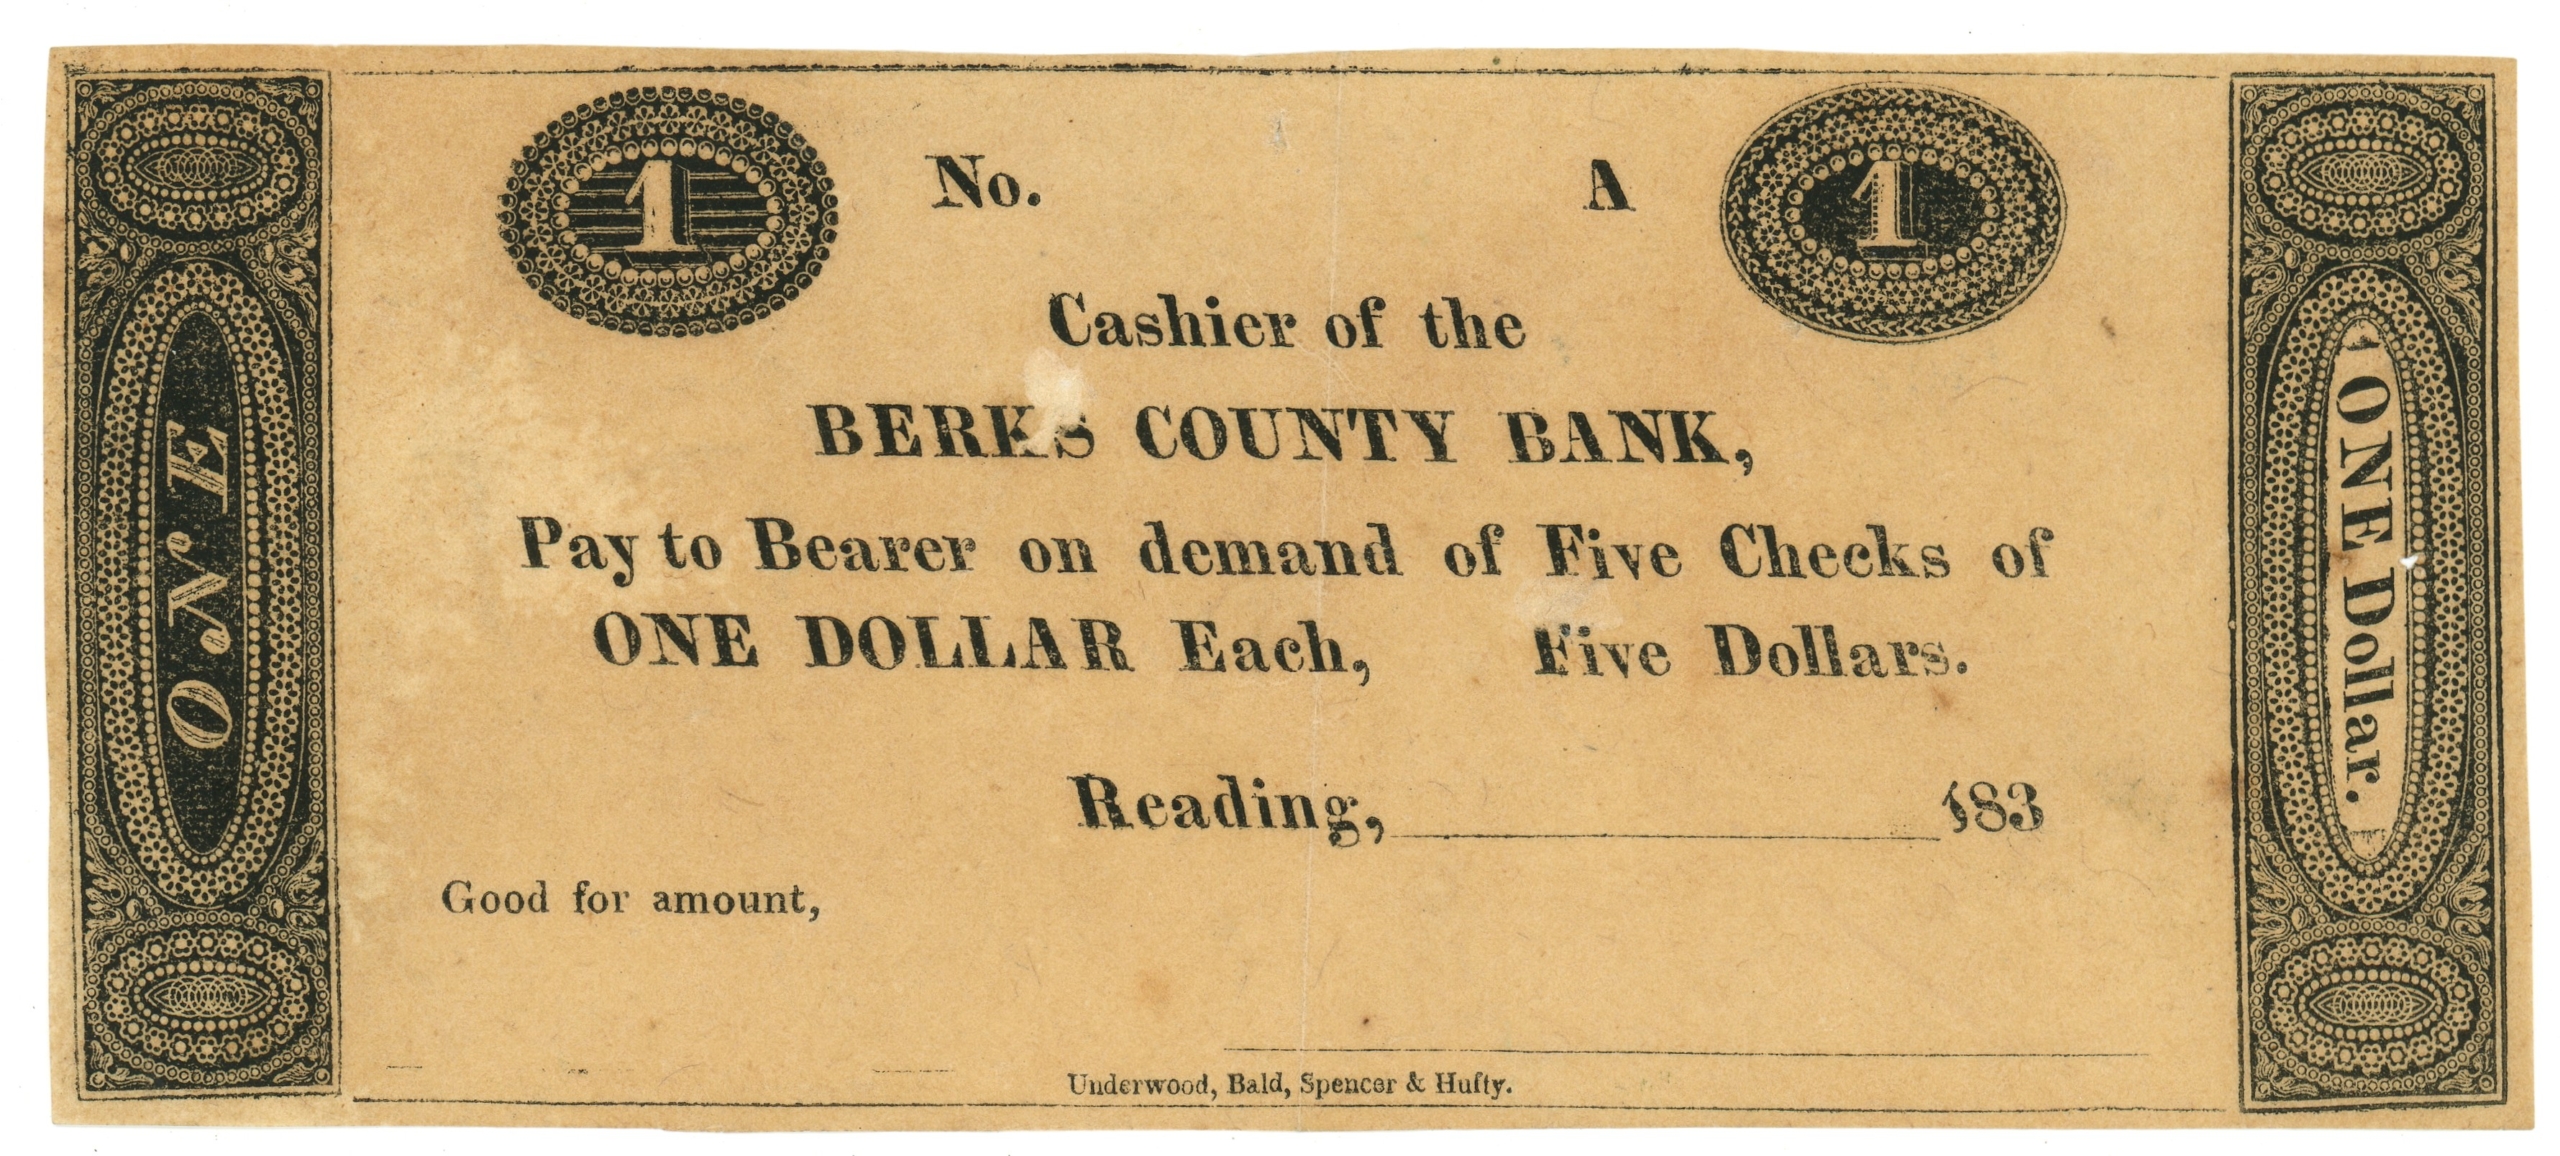 1 No. A 1
Cashier of the
BERKS COUNTY BANK,
Pay to Bearer on demand of Five Checks of
ONE DOLLAR Each, Five Dollars.
Reading, 183
Good for amount,
Underwood, Bald, Spencer & Hufty.
ONE
ONE Dollar.